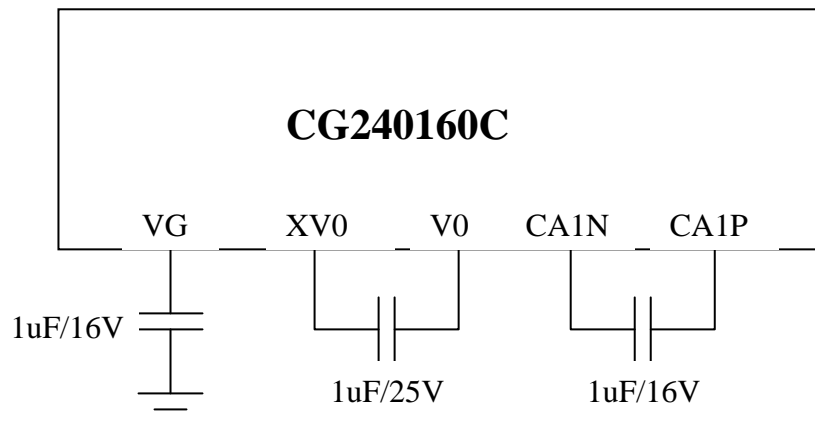 CG240160C
VG XV0 V0 CA1N CA1P
1uF/16V
1uF/25V 1uF/16V